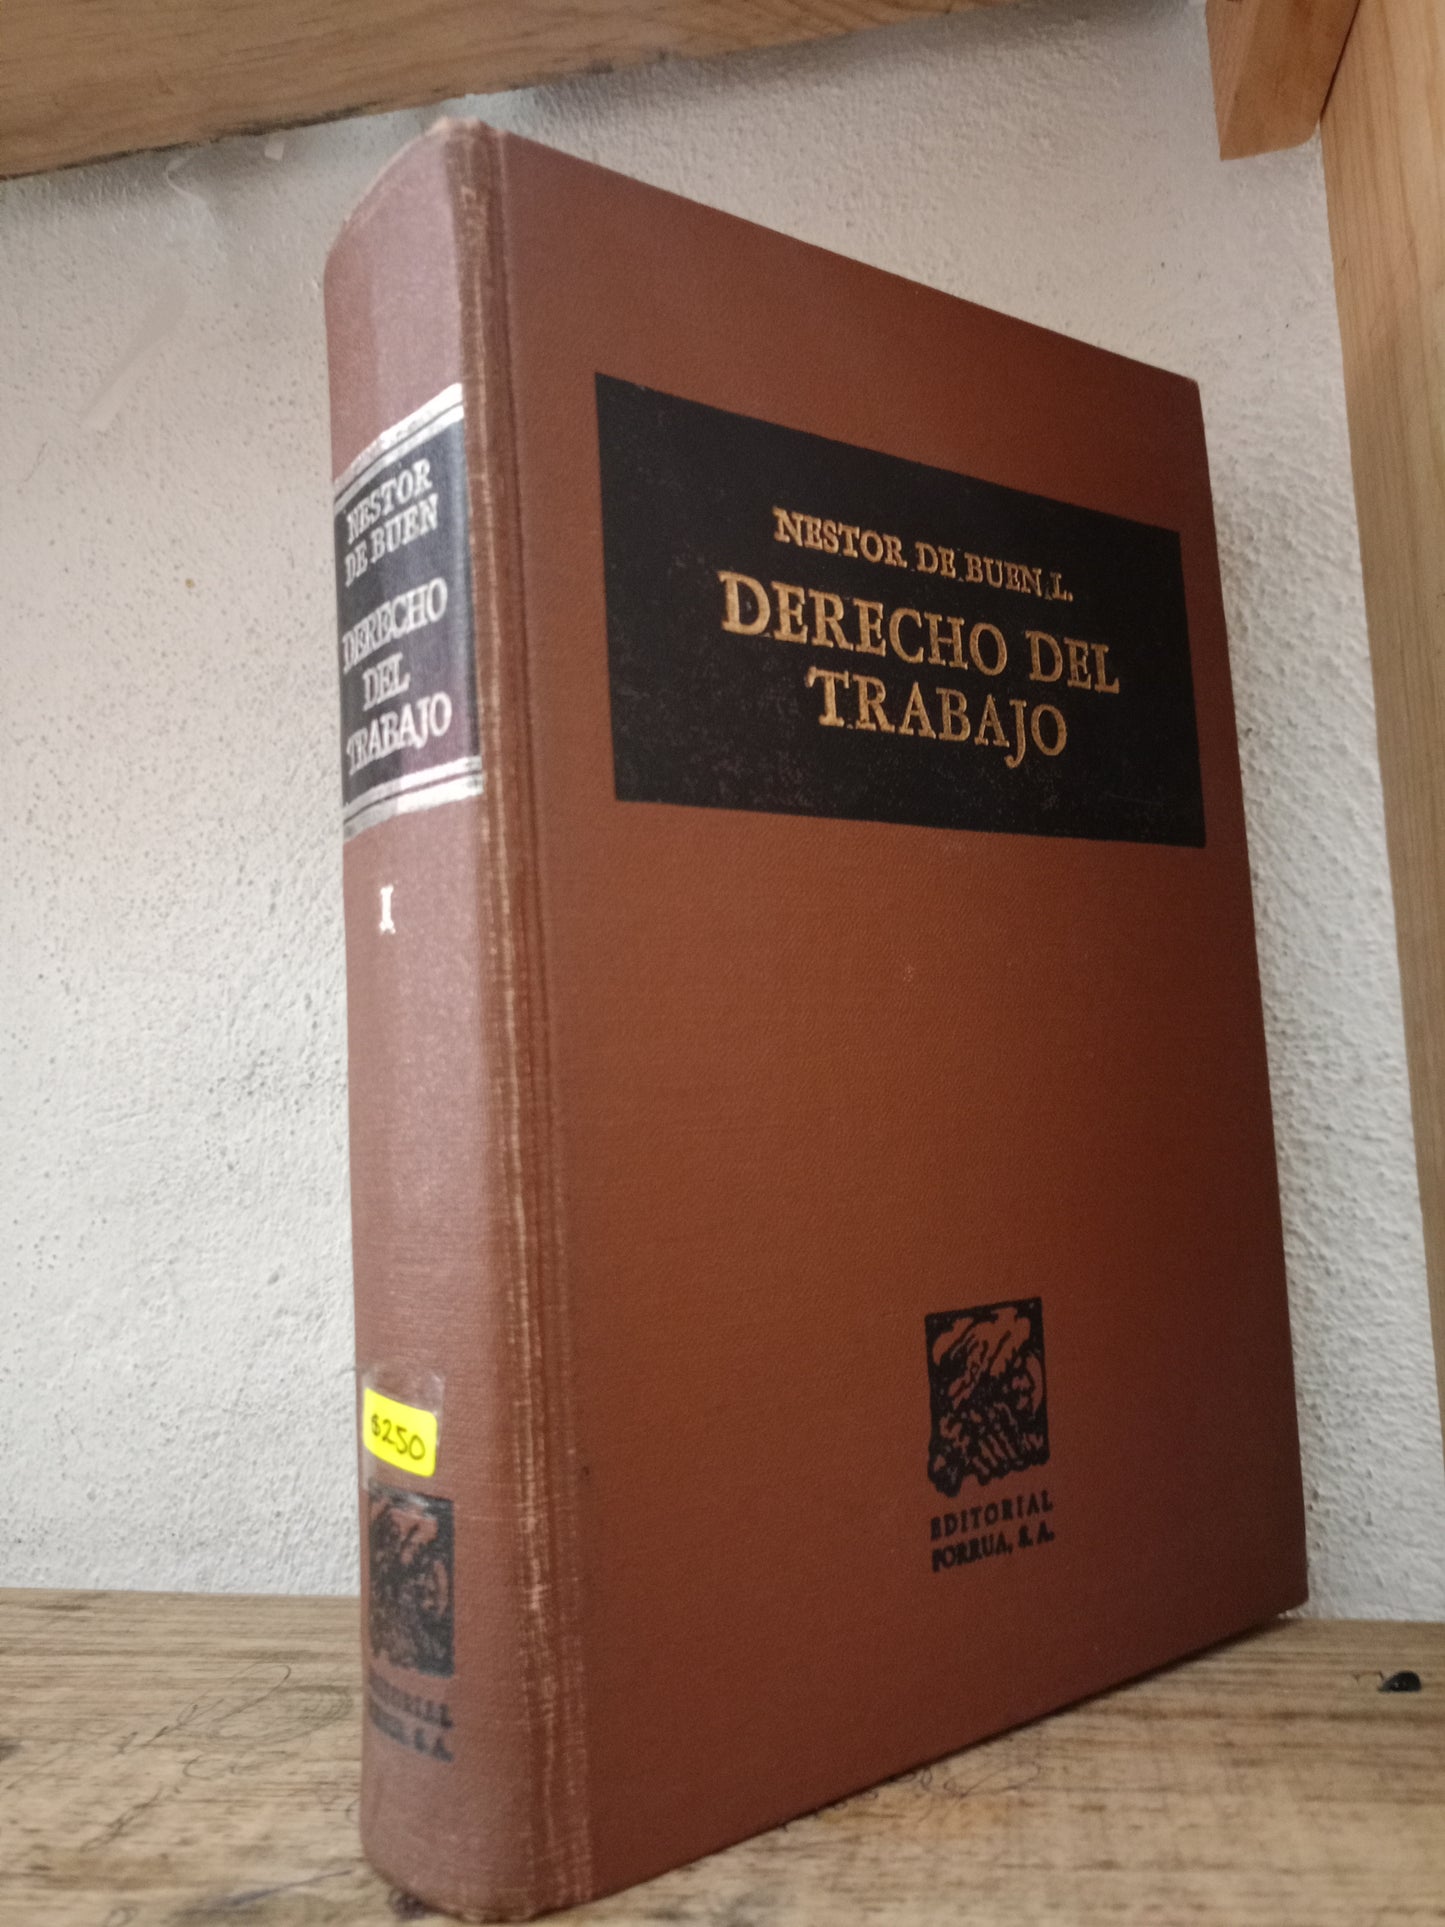 NESTOR
DE BUEN
DERECHO
DEL
TRABAJO
I
$250
NESTOR DE BUEN L.
DERECHO DEL
TRABAJO
EDITORIAL
PORRUA, S. A.